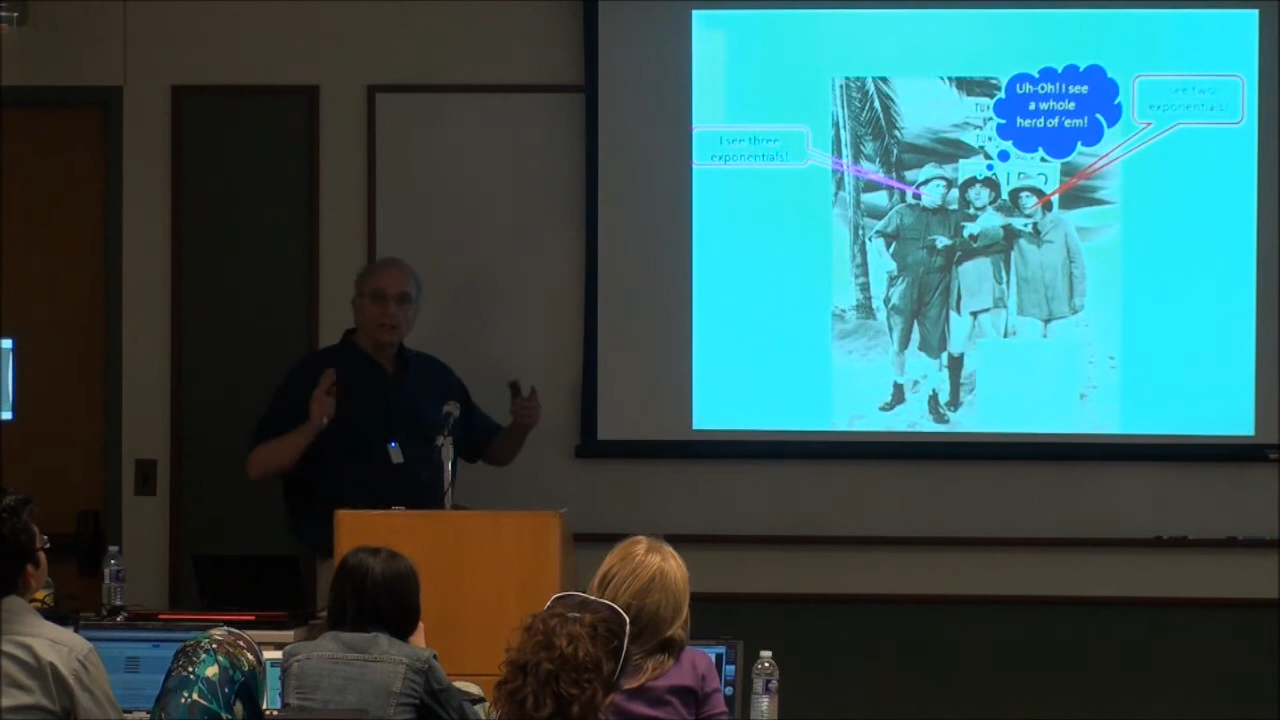 I see three
exponentials!
Uh-Oh! I see
a whole
herd of 'em!
see two
exponentials!